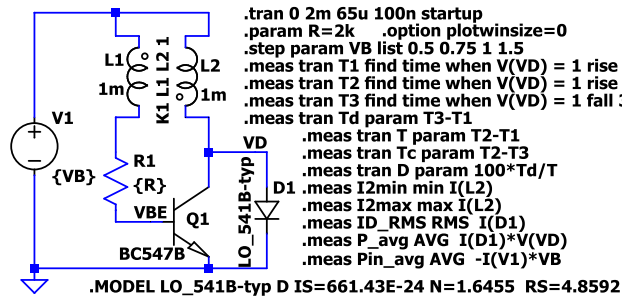 .tran 0 2m 65u 100n startup
.param R=2k .option plotwinsize=0
.step param VB list 0.5 0.75 1 1.5
.meas tran T1 find time when V(VD) = 1 rise
.meas tran T2 find time when V(VD) = 1 rise
.meas tran T3 find time when V(VD) = 1 fall 3
.meas tran Td param T3-T1
.meas tran T param T2-T1
.meas tran Tc param T2-T3
.meas tran D param 100*Td/T
.meas I2min min I(L2)
.meas I2max max I(L2)
.meas ID_RMS RMS I(D1)
.meas P_avg AVG I(D1)*V(VD)
.meas Pin_avg AVG -I(V1)*VB
L1
1m
K1 L1 L2 1
L2
1m
V1
{VB}
R1
{R}
VBE
Q1
BC547B
VD
D1
LO_541B-typ
.MODEL LO_541B-typ D IS=661.43E-24 N=1.6455 RS=4.8592